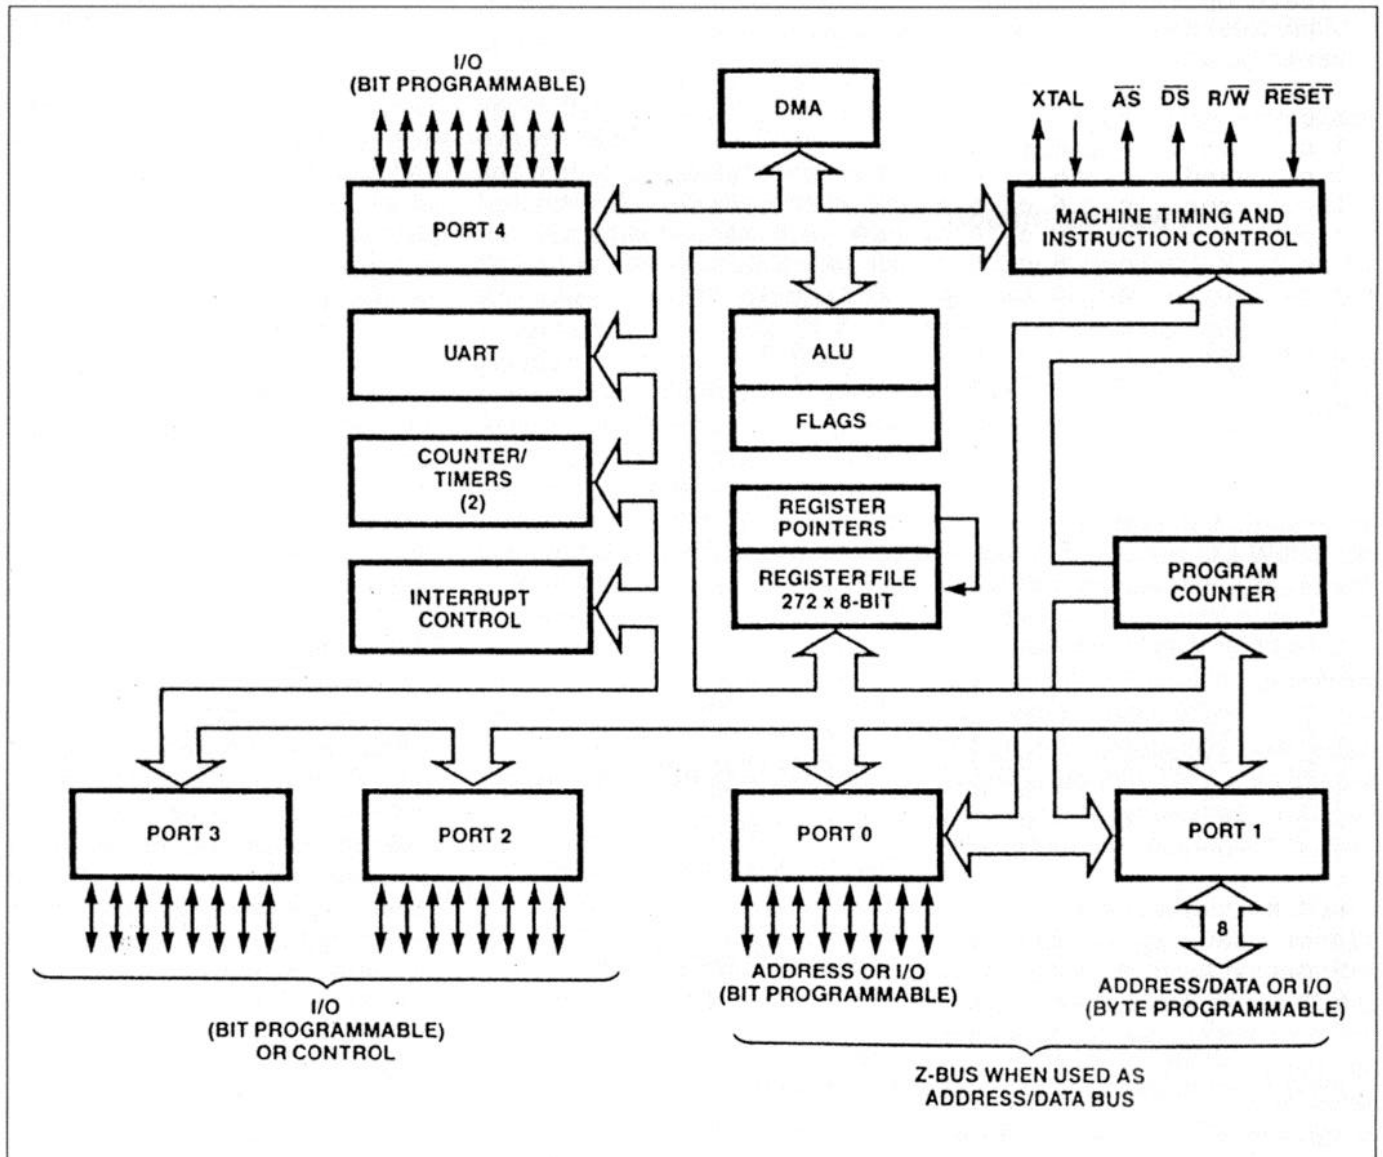 I/O
(BIT PROGRAMMABLE)
DMA
XTAL A̅S̅ D̅S̅ R/W̅ R̅E̅S̅E̅T̅
PORT 4
MACHINE TIMING AND
INSTRUCTION CONTROL
UART
ALU
FLAGS
COUNTER/
TIMERS
(2)
REGISTER
POINTERS
REGISTER FILE
272 x 8-BIT
INTERRUPT
CONTROL
PROGRAM
COUNTER
PORT 3
PORT 2
PORT 0
PORT 1
8
I/O
(BIT PROGRAMMABLE)
OR CONTROL
ADDRESS OR I/O
(BIT PROGRAMMABLE)
ADDRESS/DATA OR I/O
(BYTE PROGRAMMABLE)
Z-BUS WHEN USED AS
ADDRESS/DATA BUS